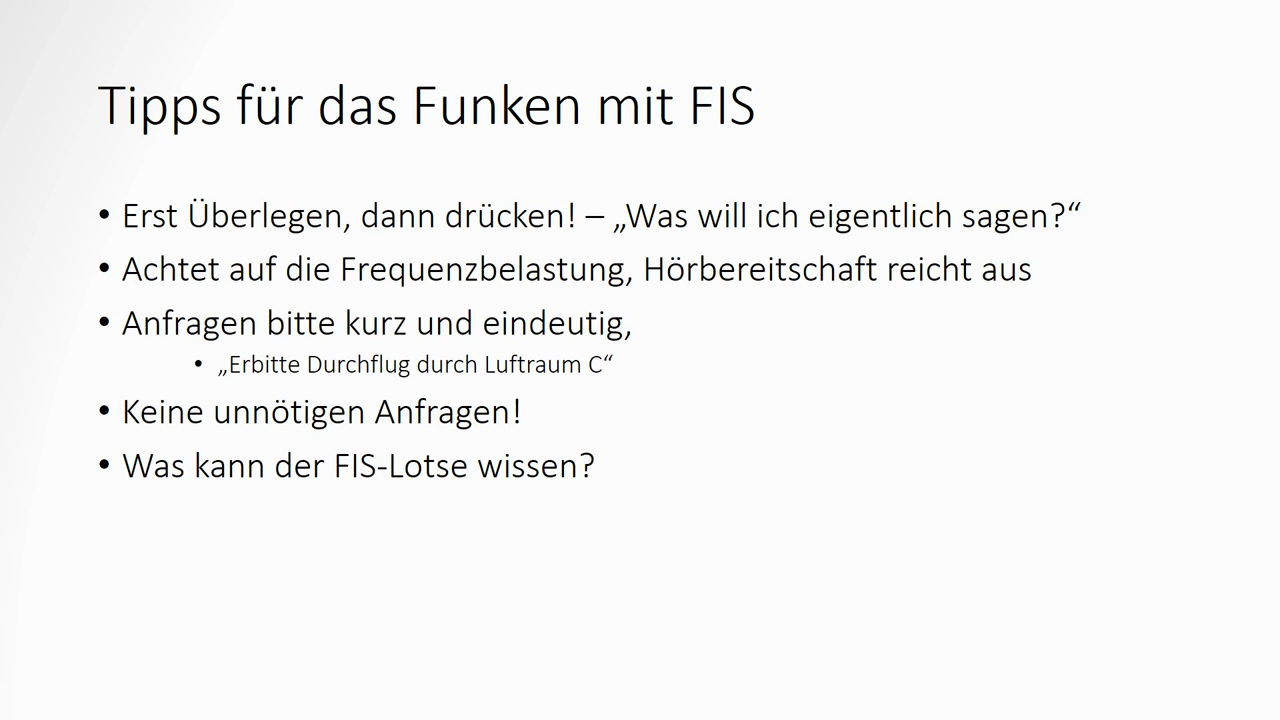 Tipps für das Funken mit FIS
• Erst Überlegen, dann drücken! – „Was will ich eigentlich sagen?“
• Achtet auf die Frequenzbelastung, Hörbereitschaft reicht aus
• Anfragen bitte kurz und eindeutig,
• „Erbitte Durchflug durch Luftraum C“
• Keine unnötigen Anfragen!
• Was kann der FIS-Lotse wissen?